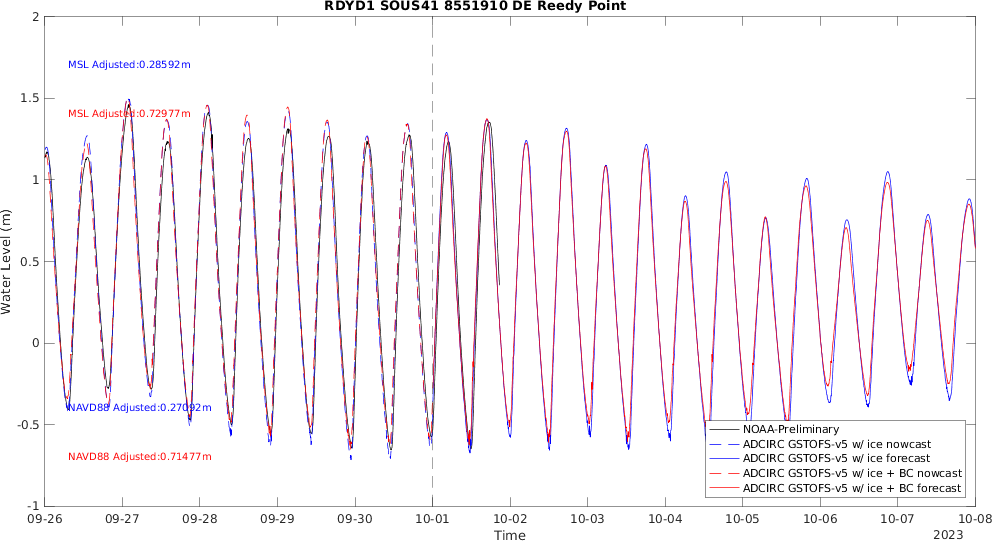 RDYD1 SOUS41 8551910 DE Reedy Point
2
1.5
1
0.5
0
-0.5
-1
Water Level (m)
MSL Adjusted:0.28592m
MSL Adjusted:0.72977m
NAVD88 Adjusted:0.27092m
NAVD88 Adjusted:0.71477m
NOAA-Preliminary
ADCIRC GSTOFS-v5 w/ ice nowcast
ADCIRC GSTOFS-v5 w/ ice forecast
ADCIRC GSTOFS-v5 w/ ice + BC nowcast
ADCIRC GSTOFS-v5 w/ ice + BC forecast
09-26 09-27 09-28 09-29 09-30 10-01 10-02 10-03 10-04 10-05 10-06 10-07 10-08
Time
2023